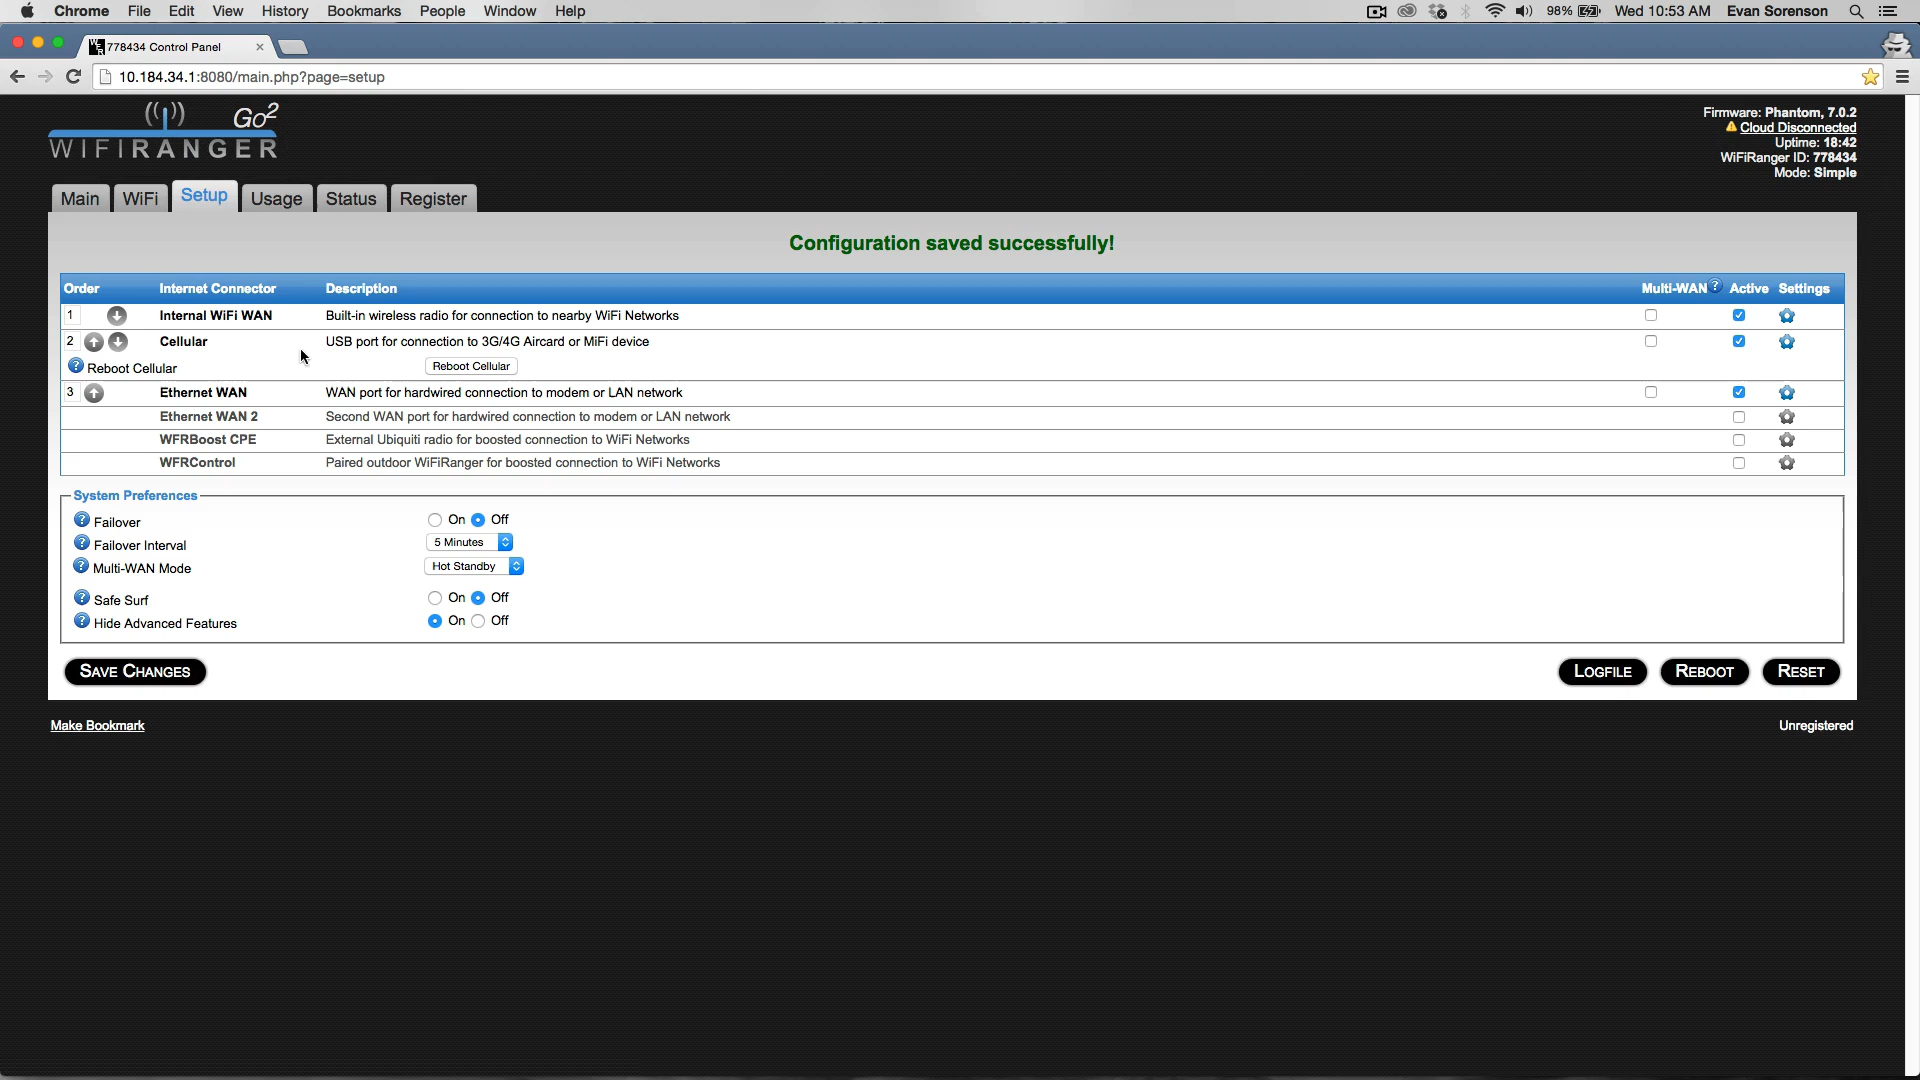 Chrome File Edit View History Bookmarks People Window Help 98% Wed 10:53 AM Evan Sorenson
778434 Control Panel
10.184.34.1:8080/main.php?page=setup
Go2
WIFIRANGER
Firmware: Phantom, 7.0.2
Cloud Disconnected
Uptime: 18:42
WiFiRanger ID: 778434
Mode: Simple
Main WiFi Setup Usage Status Register
Configuration saved successfully!
Order Internet Connector Description Multi-WAN ? Active Settings
1 Internal WiFi WAN Built-in wireless radio for connection to nearby WiFi Networks
2 Cellular USB port for connection to 3G/4G Aircard or MiFi device
? Reboot Cellular Reboot Cellular
3 Ethernet WAN WAN port for hardwired connection to modem or LAN network
Ethernet WAN 2 Second WAN port for hardwired connection to modem or LAN network
WFRBoost CPE External Ubiquiti radio for boosted connection to WiFi Networks
WFRControl Paired outdoor WiFiRanger for boosted connection to WiFi Networks
System Preferences
? Failover On Off
? Failover Interval 5 Minutes
? Multi-WAN Mode Hot Standby
? Safe Surf On Off
? Hide Advanced Features On Off
SAVE CHANGES LOGFILE REBOOT RESET
Make Bookmark Unregistered